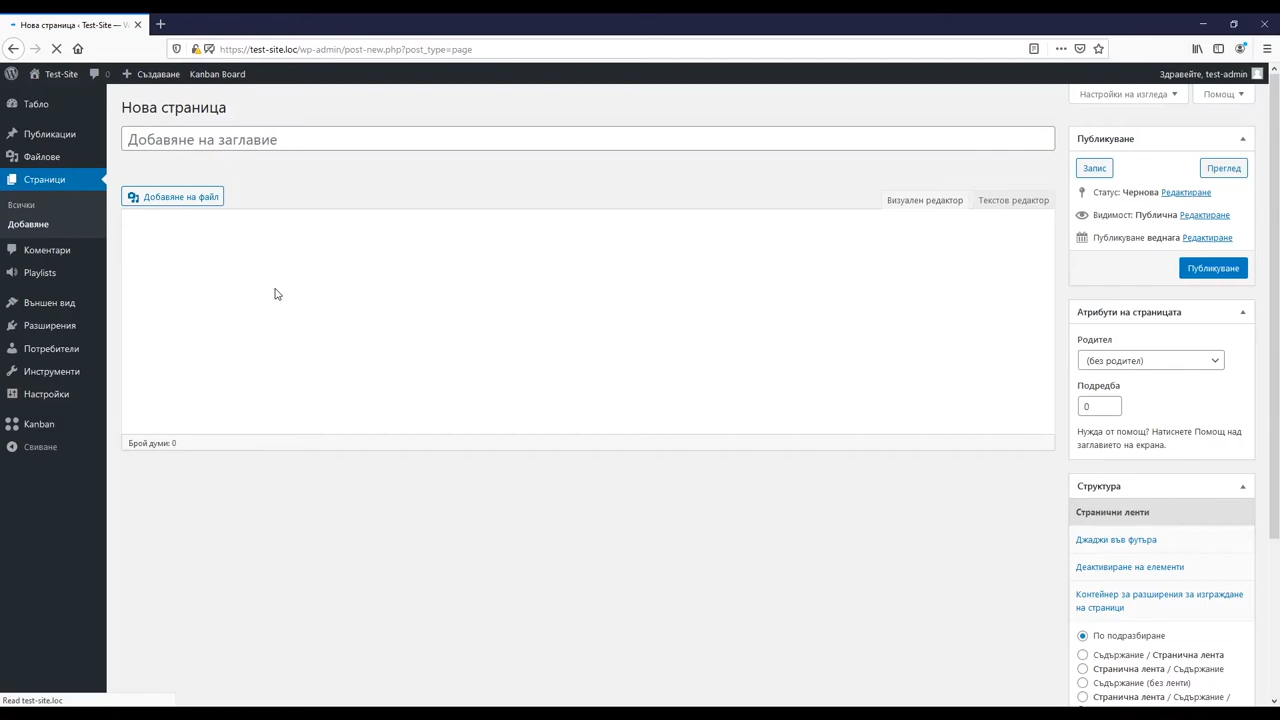 Нова страница ‹ Test-Site — W
https://test-site.loc/wp-admin/post-new.php?post_type=page
Test-Site
0
Създаване
Kanban Board
Здравейте, test-admin
Табло
Публикации
Файлове
Страници
Всички
Добавяне
Коментари
Playlists
Външен вид
Разширения
Потребители
Инструменти
Настройки
Kanban
Свиване
Нова страница
Настройки на изгледа
Помощ
Добавяне на заглавие
Добавяне на файл
Визуален редактор
Текстов редактор
Брой думи: 0
Публикуване
Запис
Преглед
Статус: Чернова Редактиране
Видимост: Публична Редактиране
Публикуване веднага Редактиране
Публикуване
Атрибути на страницата
Родител
(без родител)
Подредба
0
Нужда от помощ? Натиснете Помощ над
заглавието на екрана.
Структура
Странични ленти
Джаджи във футъра
Деактивиране на елементи
Контейнер за разширения за изграждане
на страници
По подразбиране
Съдържание / Странична лента
Странична лента / Съдържание
Съдържание (без ленти)
Странична лента / Съдържание /
Read test-site.loc